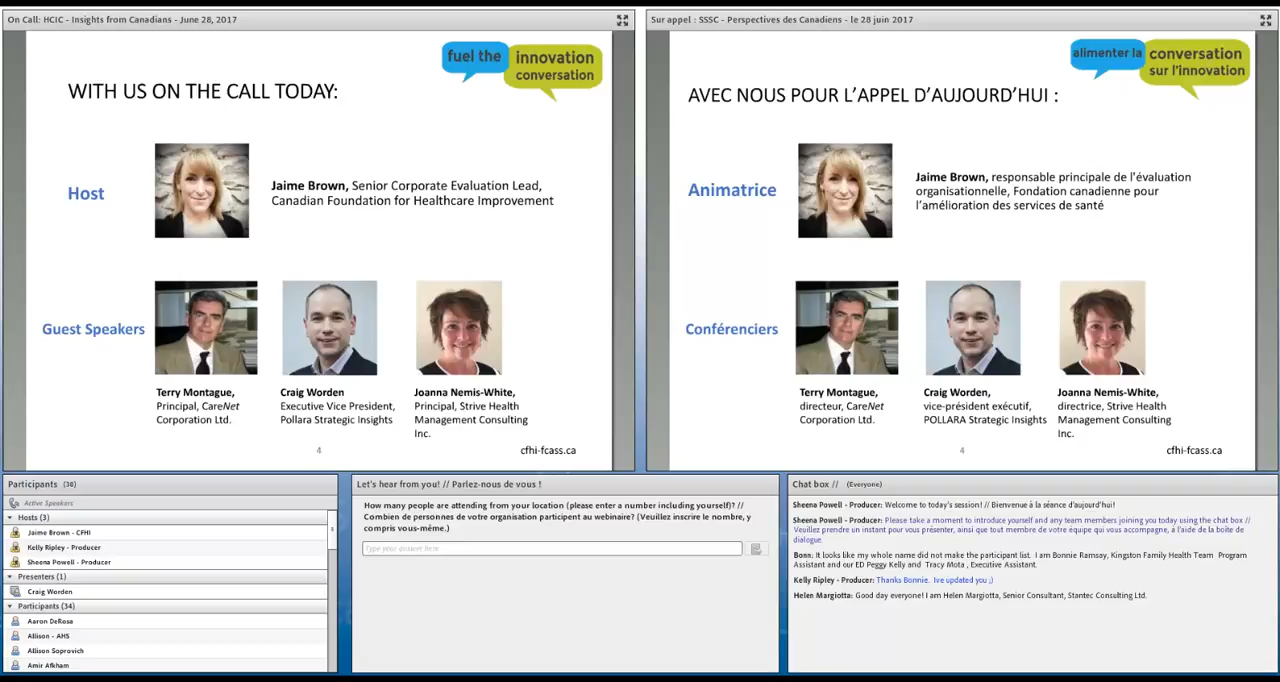 On Call: HCIC - Insights from Canadians - June 28, 2017
fuel the
innovation
conversation
WITH US ON THE CALL TODAY:
Host
Jaime Brown, Senior Corporate Evaluation Lead,
Canadian Foundation for Healthcare Improvement
Guest Speakers
Terry Montague,
Principal, CareNet
Corporation Ltd.
Craig Worden
Executive Vice President,
Pollara Strategic Insights
Joanna Nemis-White,
Principal, Strive Health
Management Consulting
Inc.
4
cfhi-fcass.ca
Sur appel : SSSC - Perspectives des Canadiens - le 28 juin 2017
alimenter la
conversation
sur l'innovation
AVEC NOUS POUR L’APPEL D’AUJOURD’HUI :
Animatrice
Jaime Brown, responsable principale de l'évaluation
organisationnelle, Fondation canadienne pour
l’amélioration des services de santé
Conférenciers
Terry Montague,
directeur, CareNet
Corporation Ltd.
Craig Worden,
vice-président exécutif,
POLLARA Strategic Insights
Joanna Nemis-White,
directrice, Strive Health
Management Consulting
Inc.
4
cfhi-fcass.ca
Participants (38)
Active Speakers
Hosts (3)
Jaime Brown - CFHI
Kelly Ripley - Producer
Sheena Powell - Producer
Presenters (1)
Craig Worden
Participants (34)
Aaron DeRosa
Allison - AHS
Allison Soprovich
Amir Afkham
Let's hear from you! // Parlez-nous de vous !
How many people are attending from your location (please enter a number including yourself)? //
Combien de personnes de votre organisation participent au webinaire? (Veuillez inscrire le nombre, y
compris vous-même.)
Type your answer here
Chat box // (Everyone)
Sheena Powell - Producer: Welcome to today's session! // Bienvenue à la séance d'aujourd'hui!
Sheena Powell - Producer: Please take a moment to introduce yourself and any team members joining you today using the chat box //
Veuillez prendre un instant pour vous présenter, ainsi que tout membre de votre équipe qui vous accompagne, à l'aide de la boîte de
dialogue.
Bonn: It looks like my whole name did not make the participant list. I am Bonnie Ramsay, Kingston Family Health Team Program
Assistant and our ED Peggy Kelly and Tracy Mota , Executive Assistant.
Kelly Ripley - Producer: Thanks Bonnie. Ive updated you ;)
Helen Margiotta: Good day everyone! I am Helen Margiotta, Senior Consultant, Stantec Consulting Ltd.